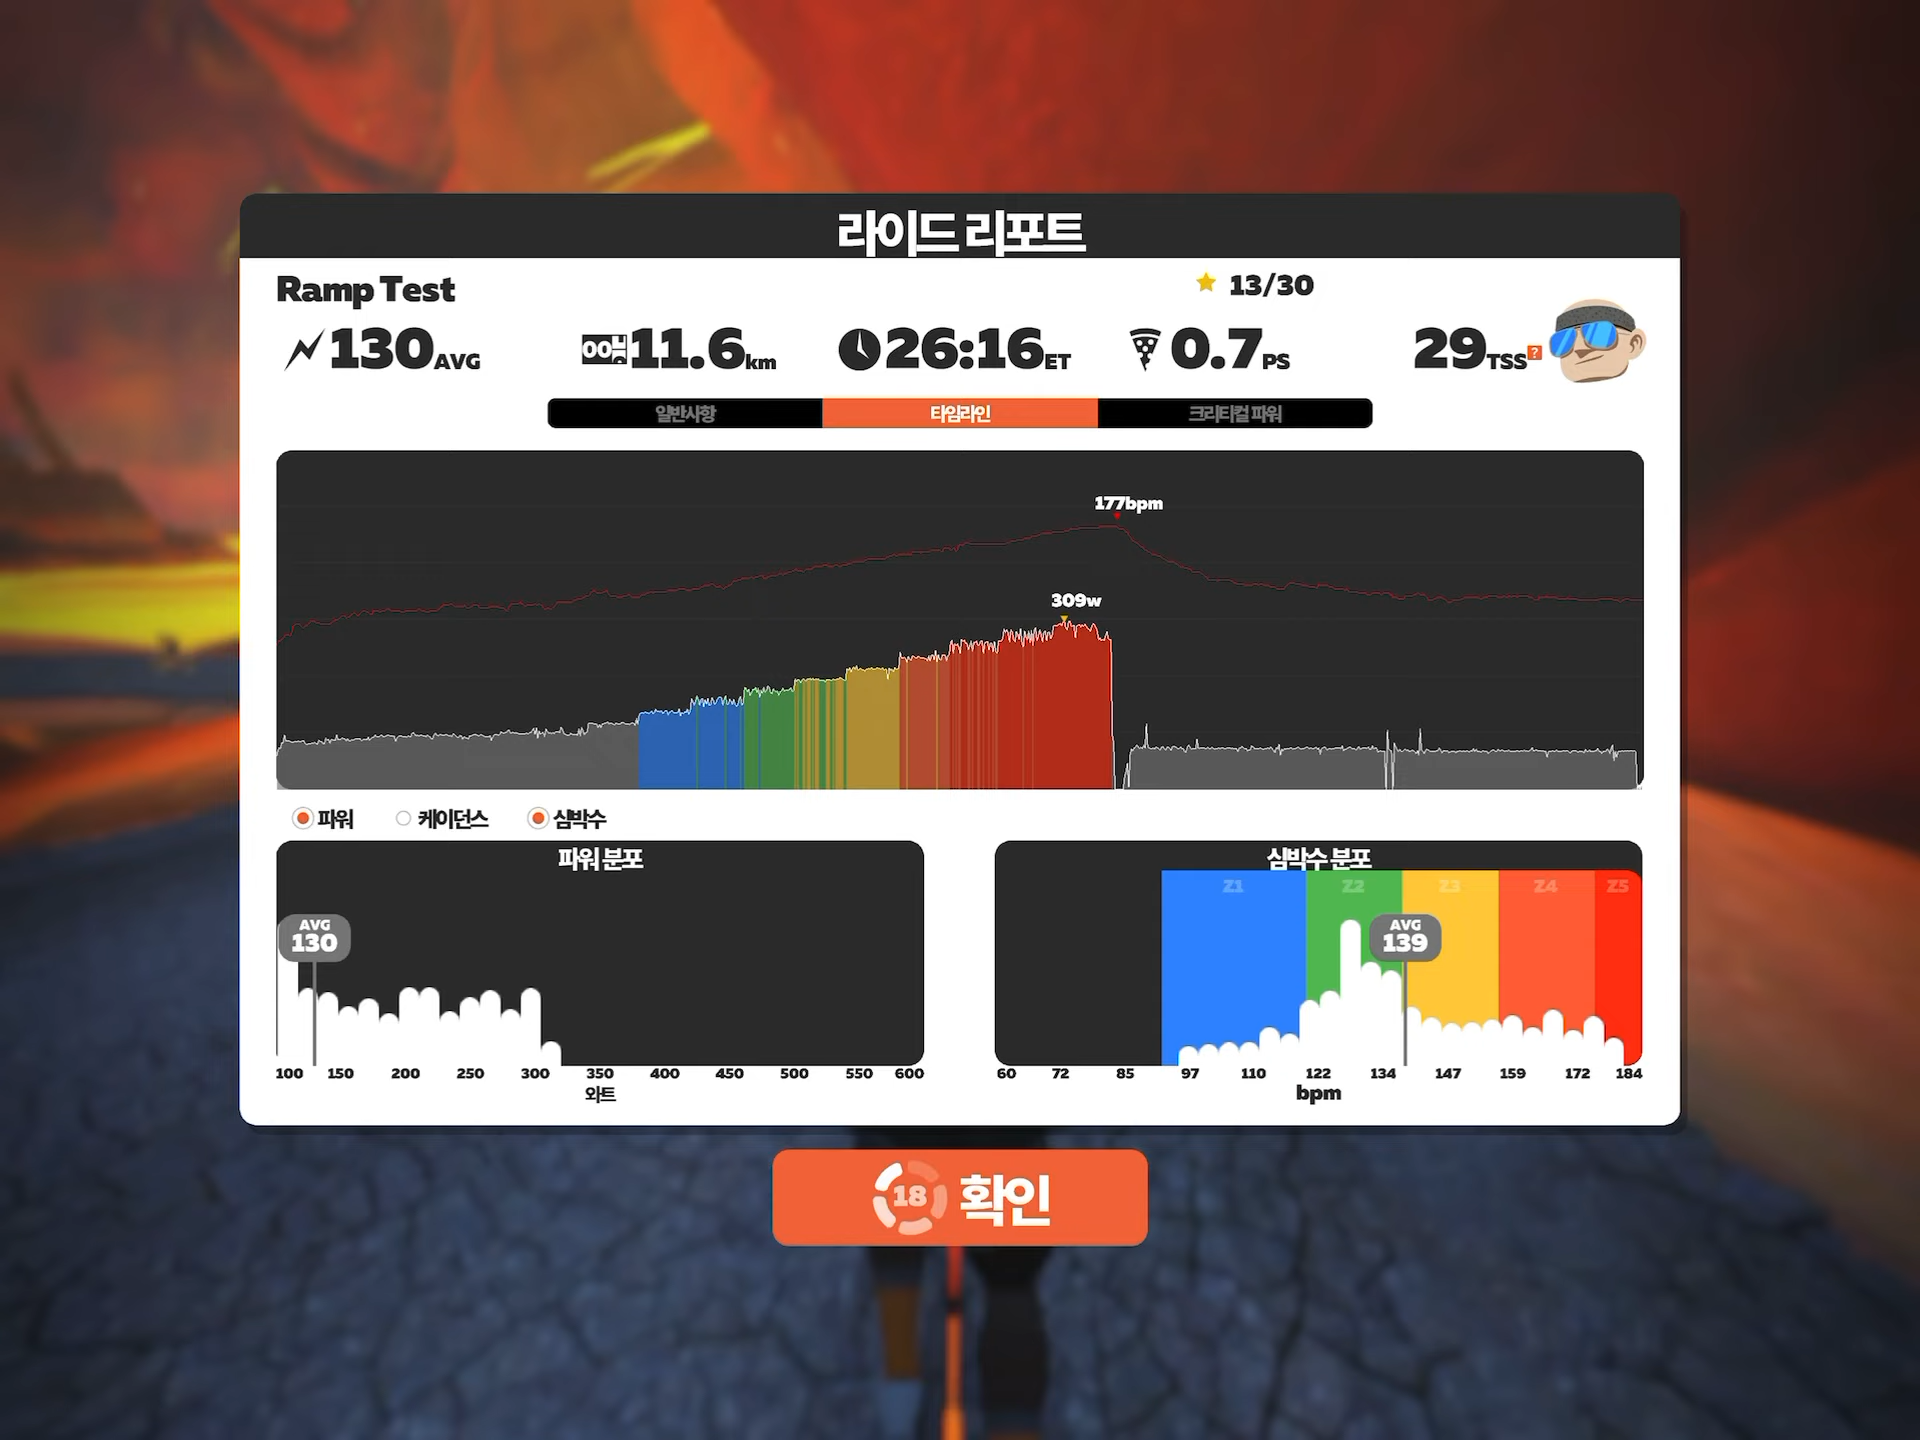 라이드 리포트
Ramp Test
13/30
130AVG
11.6km
26:16ET
0.7PS
29TSS?
일반사항
타임라인
크리티컬 파워
177bpm
309w
파워
케이던스
심박수
파워 분포
AVG
130
100 150 200 250 300 350 400 450 500 550 600
와트
심박수 분포
Z1 Z2 Z3 Z4 Z5
AVG
139
60 72 85 97 110 122 134 147 159 172 184
bpm
18 확인